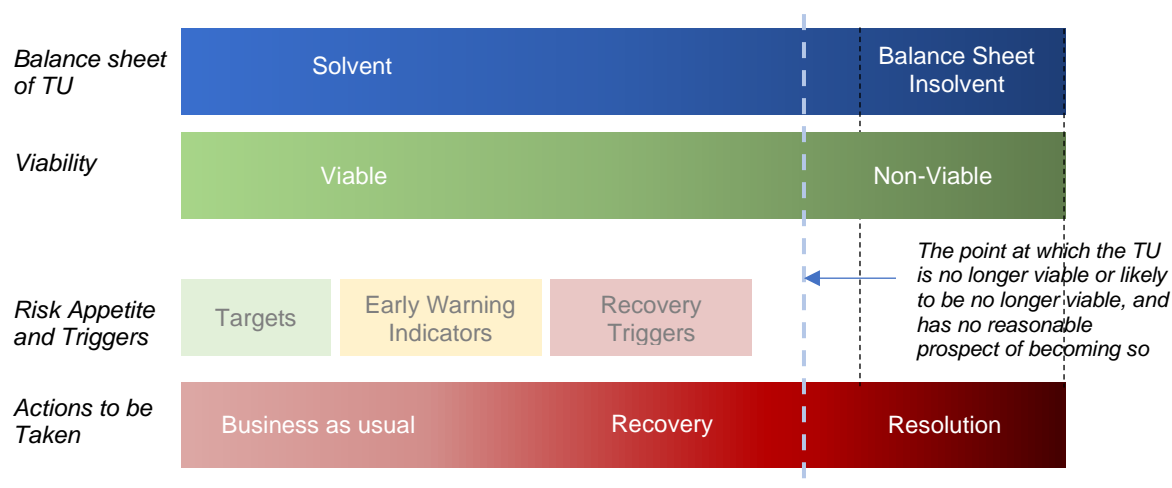 Balance sheet
of TU
Solvent
Balance Sheet
Insolvent
Viability
Viable
Non-Viable
The point at which the TU
is no longer viable or likely
to be no longer viable, and
has no reasonable
prospect of becoming so
Risk Appetite
and Triggers
Targets
Early Warning
Indicators
Recovery
Triggers
Actions to be
Taken
Business as usual
Recovery
Resolution